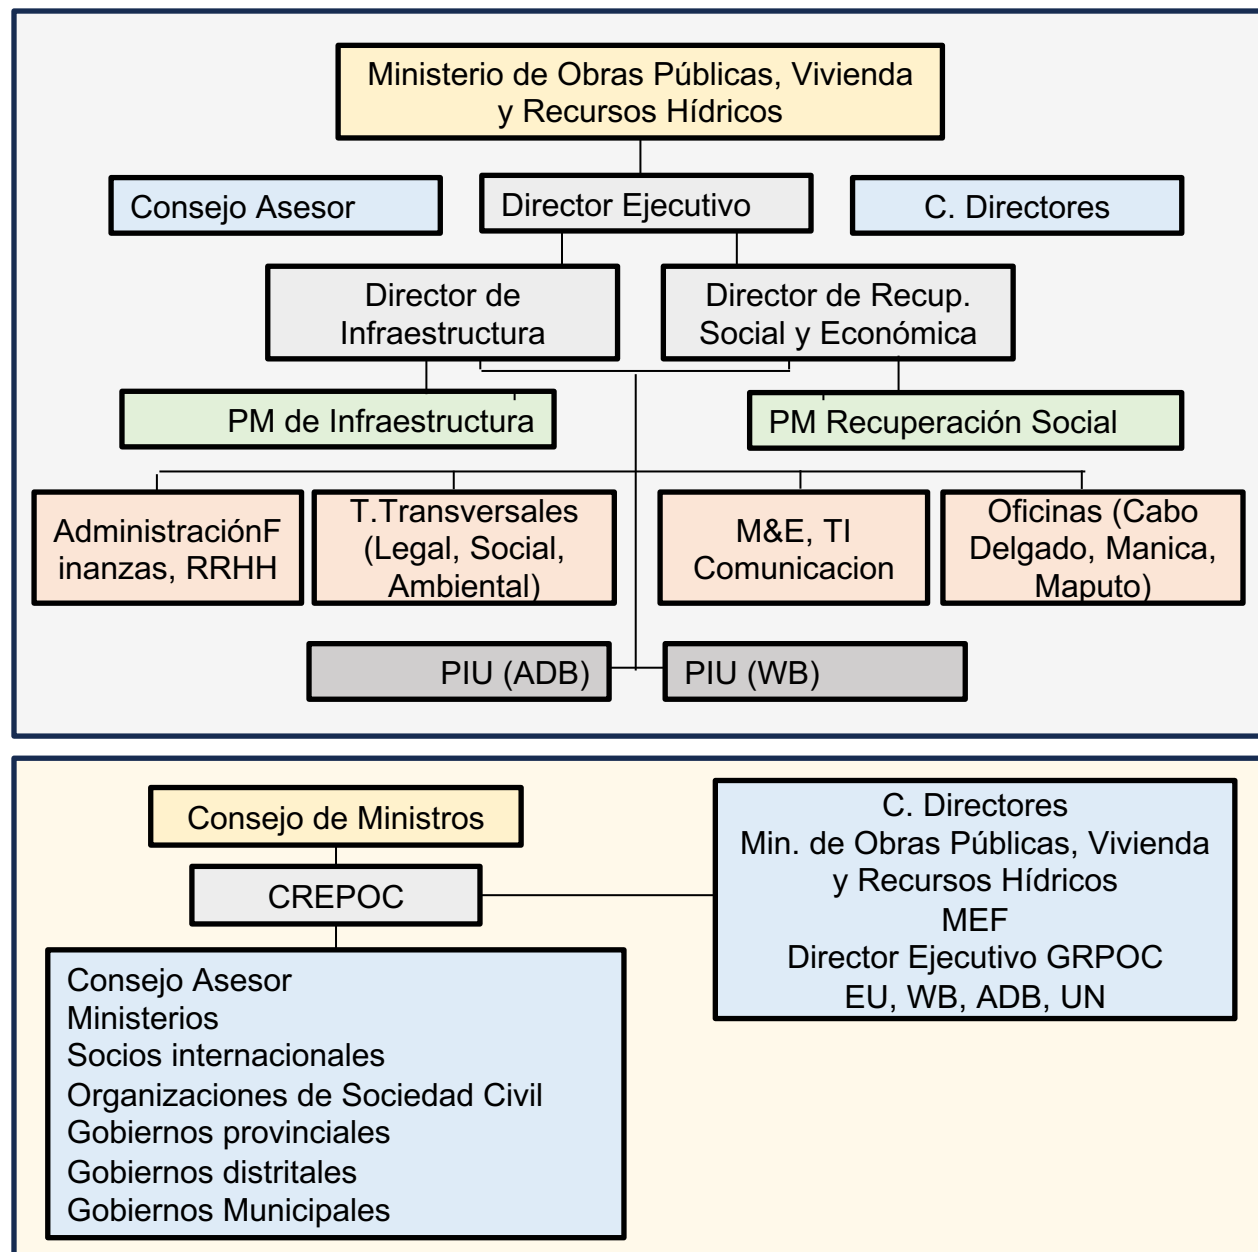 Ministerio de Obras Públicas, Vivienda
y Recursos Hídricos
Consejo Asesor
Director Ejecutivo
C. Directores
Director de
Infraestructura
Director de Recup.
Social y Económica
PM de Infraestructura
PM Recuperación Social
AdministraciónF
inanzas, RRHH
T.Transversales
(Legal, Social,
Ambiental)
M&E, TI
Comunicacion
Oficinas (Cabo
Delgado, Manica,
Maputo)
PIU (ADB)
PIU (WB)
Consejo de Ministros
CREPOC
C. Directores
Min. de Obras Públicas, Vivienda
y Recursos Hídricos
MEF
Director Ejecutivo GRPOC
EU, WB, ADB, UN
Consejo Asesor
Ministerios
Socios internacionales
Organizaciones de Sociedad Civil
Gobiernos provinciales
Gobiernos distritales
Gobiernos Municipales